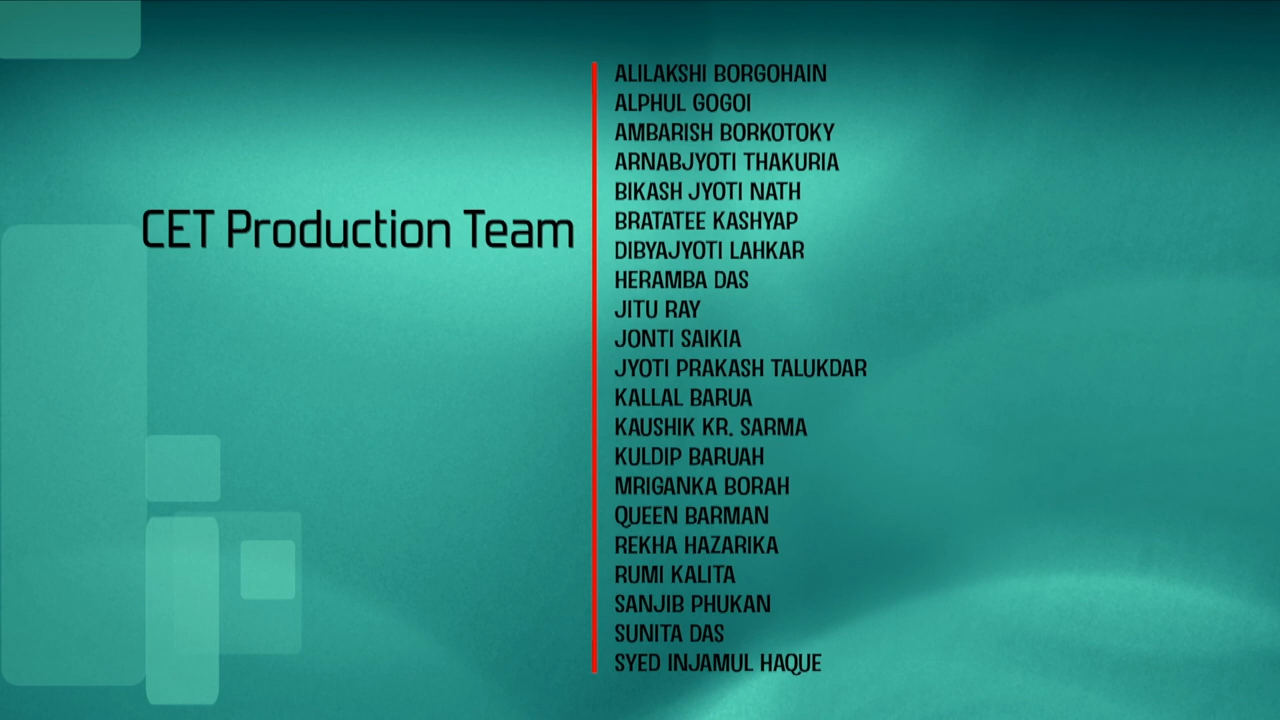 CET Production Team
ALILAKSHI BORGOHAIN
ALPHUL GOGOI
AMBARISH BORKOTOKY
ARNABJYOTI THAKURIA
BIKASH JYOTI NATH
BRATATEE KASHYAP
DIBYAJYOTI LAHKAR
HERAMBA DAS
JITU RAY
JONTI SAIKIA
JYOTI PRAKASH TALUKDAR
KALLAL BARUA
KAUSHIK KR. SARMA
KULDIP BARUAH
MRIGANKA BORAH
QUEEN BARMAN
REKHA HAZARIKA
RUMI KALITA
SANJIB PHUKAN
SUNITA DAS
SYED INJAMUL HAQUE